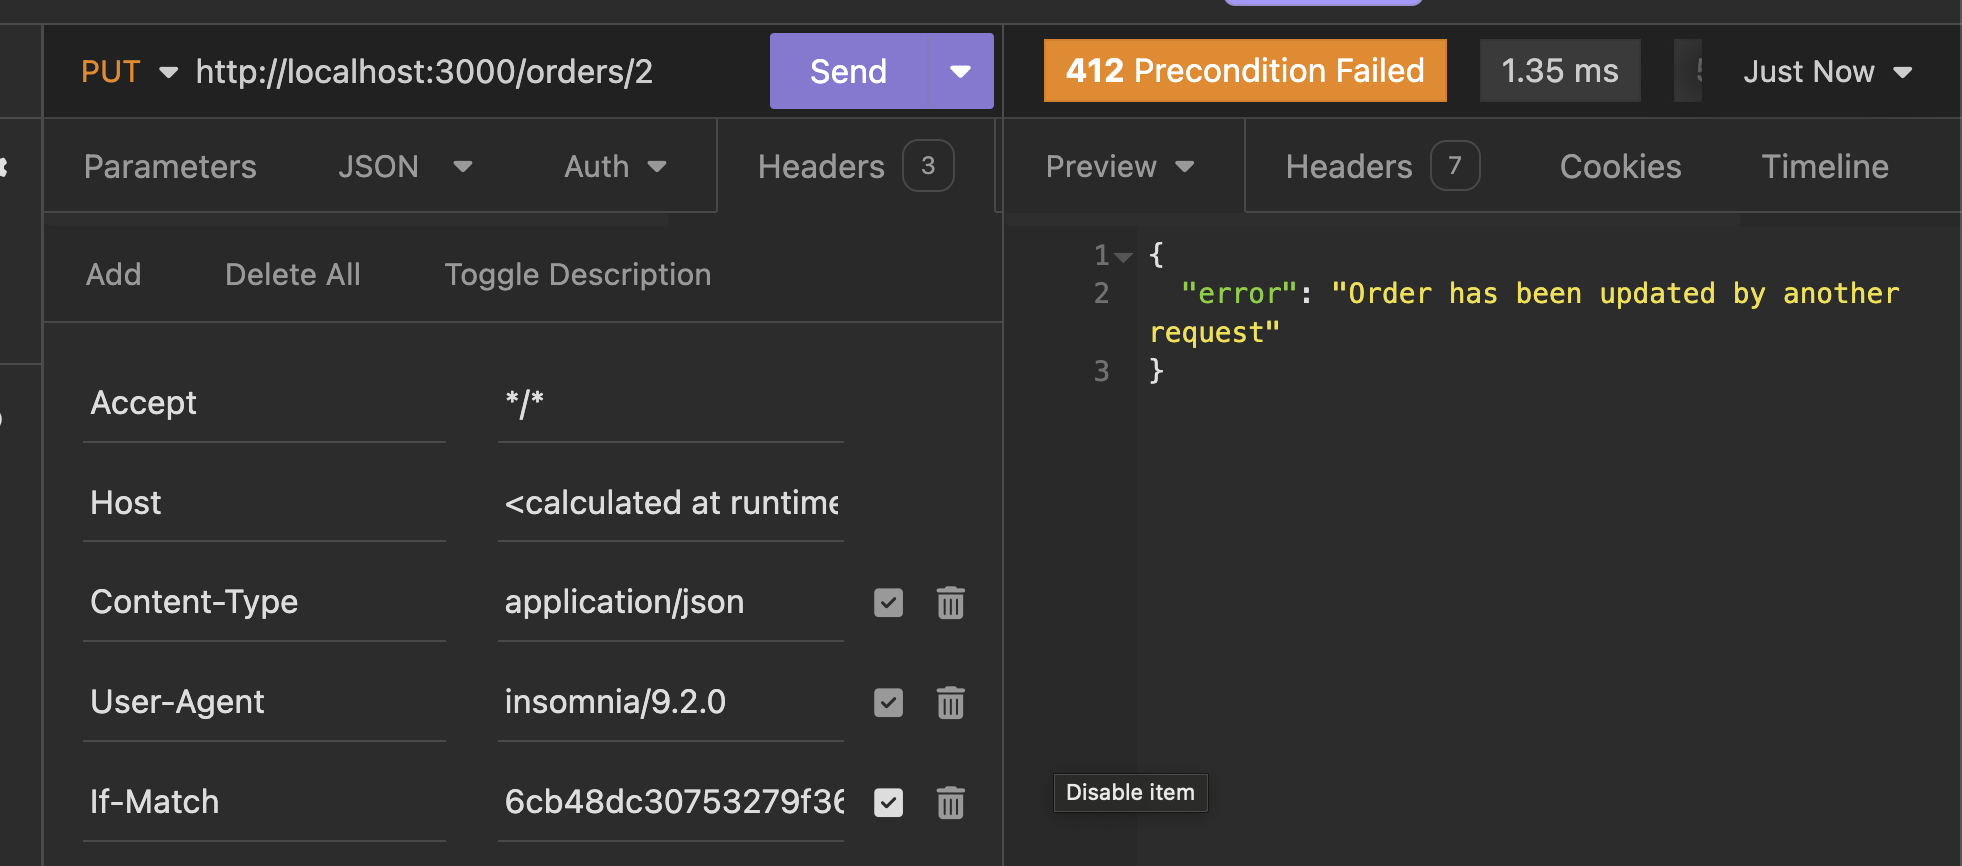 PUT http://localhost:3000/orders/2 Send
412 Precondition Failed 1.35 ms Just Now
Parameters JSON Auth Headers 3
Preview Headers 7 Cookies Timeline
Add Delete All Toggle Description
Accept */*
Host <calculated at runtime
Content-Type application/json
User-Agent insomnia/9.2.0
If-Match 6cb48dc30753279f36
1 {
2 "error": "Order has been updated by another
request"
3 }
Disable item